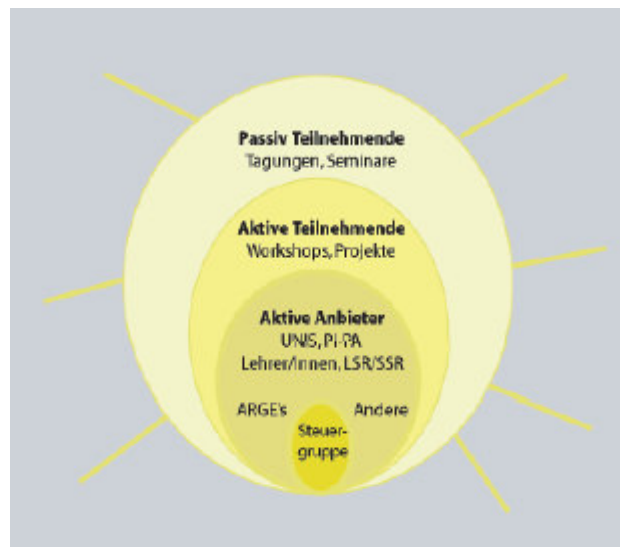 Passiv Teilnehmende
Tagungen, Seminare
Aktive Teilnehmende
Workshops, Projekte
Aktive Anbieter
UNIS, PI-PA
Lehrer/Innen, LSR/SSR
ARGE's Andere
Steuer-
gruppe